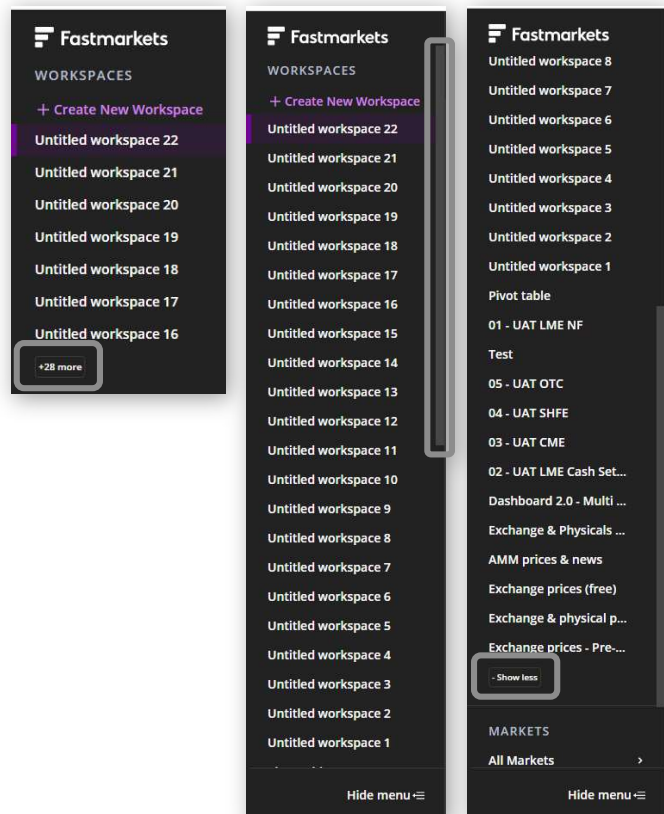 Fastmarkets
WORKSPACES
+ Create New Workspace
Untitled workspace 22
Untitled workspace 21
Untitled workspace 20
Untitled workspace 19
Untitled workspace 18
Untitled workspace 17
Untitled workspace 16
+28 more
Fastmarkets
WORKSPACES
+ Create New Workspace
Untitled workspace 22
Untitled workspace 21
Untitled workspace 20
Untitled workspace 19
Untitled workspace 18
Untitled workspace 17
Untitled workspace 16
Untitled workspace 15
Untitled workspace 14
Untitled workspace 13
Untitled workspace 12
Untitled workspace 11
Untitled workspace 10
Untitled workspace 9
Untitled workspace 8
Untitled workspace 7
Untitled workspace 6
Untitled workspace 5
Untitled workspace 4
Untitled workspace 3
Untitled workspace 2
Untitled workspace 1
Hide menu
Fastmarkets
Untitled workspace 8
Untitled workspace 7
Untitled workspace 6
Untitled workspace 5
Untitled workspace 4
Untitled workspace 3
Untitled workspace 2
Untitled workspace 1
Pivot table
01 - UAT LME NF
Test
05 - UAT OTC
04 - UAT SHFE
03 - UAT CME
02 - UAT LME Cash Set...
Dashboard 2.0 - Multi ...
Exchange & Physicals ...
AMM prices & news
Exchange prices (free)
Exchange & physical p...
Exchange prices - Pre-...
- Show less
MARKETS
All Markets
Hide menu